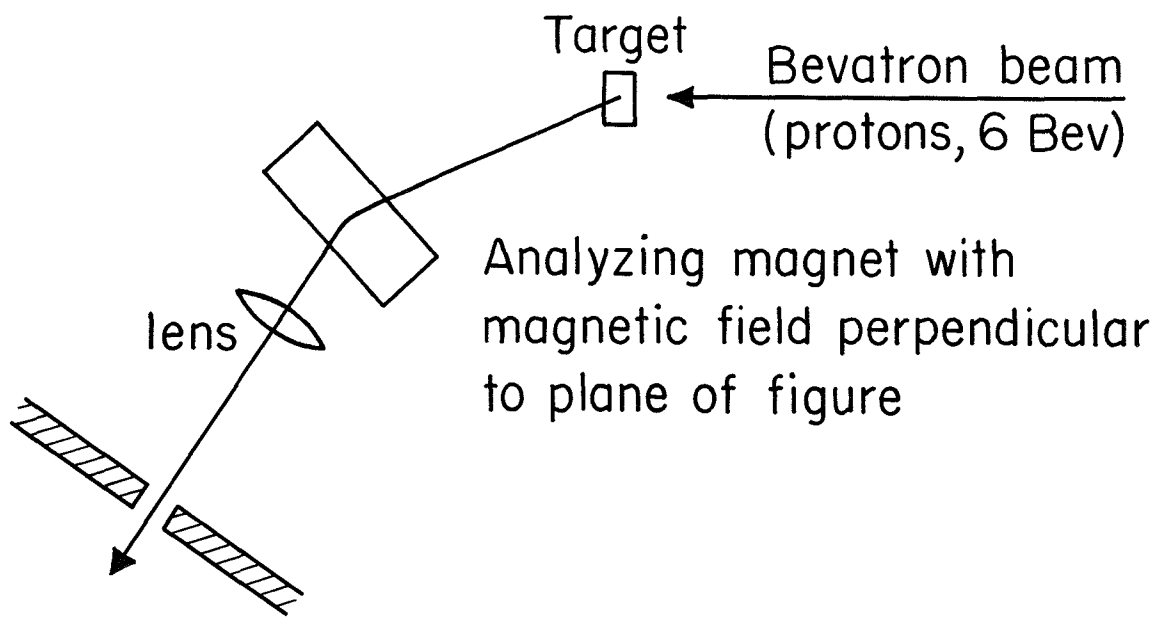 Target
Bevatron beam
(protons, 6 Bev)
Analyzing magnet with
magnetic field perpendicular
to plane of figure
lens